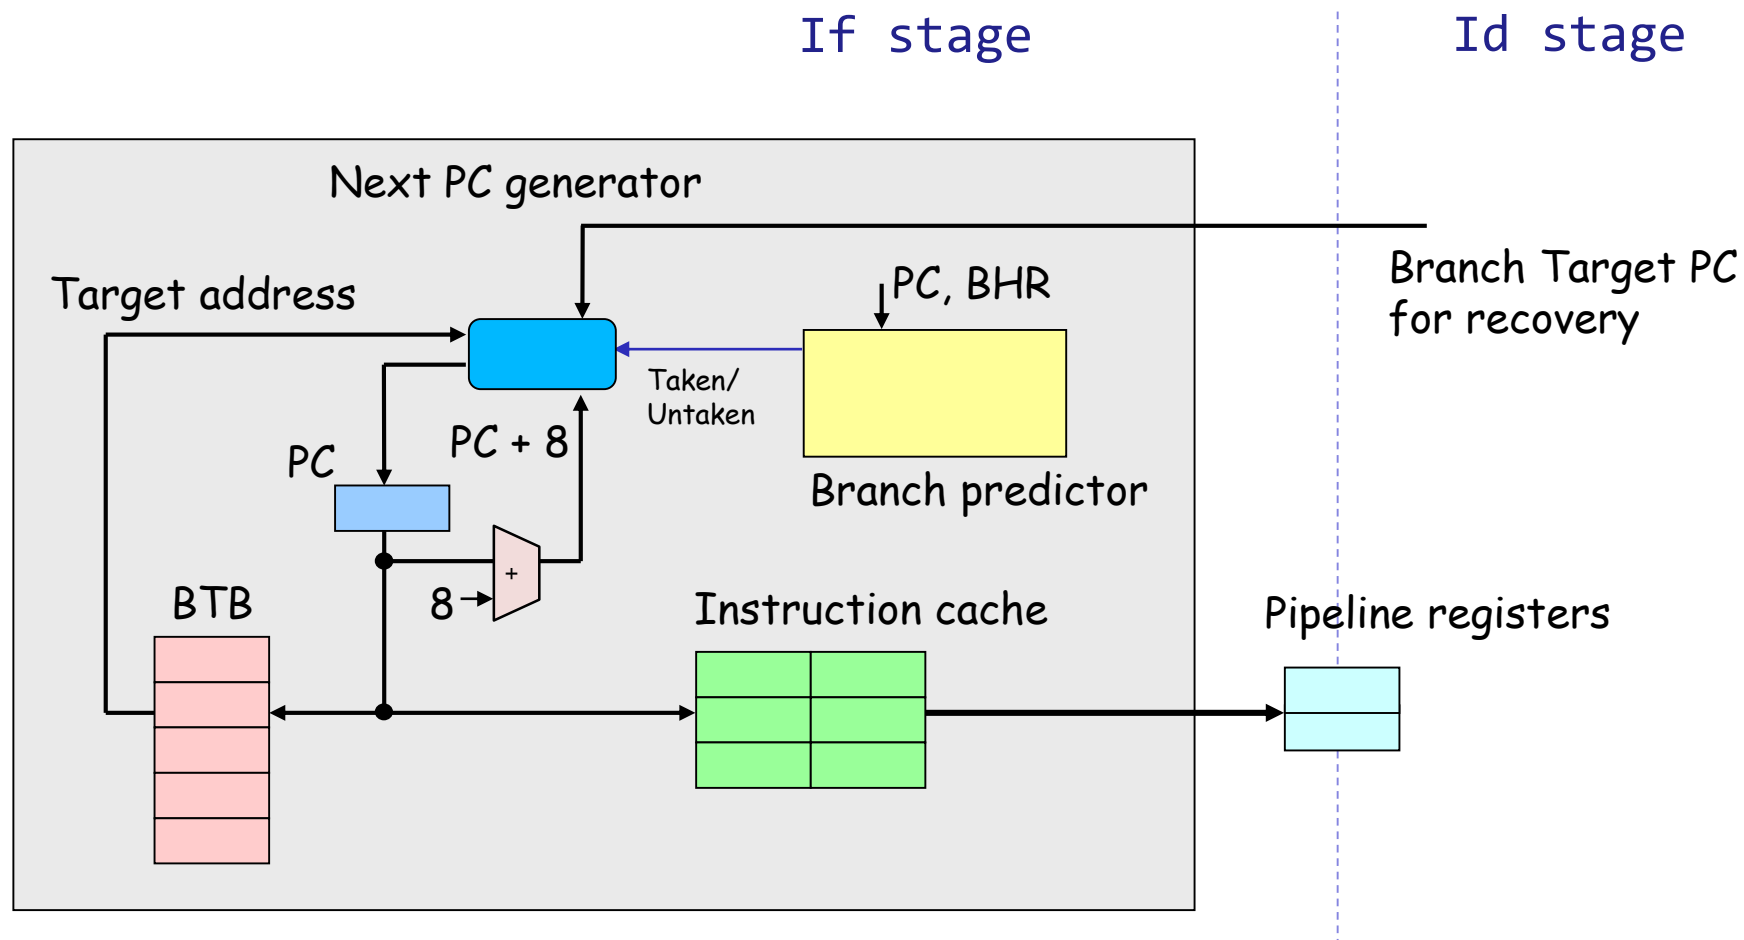 If stage
Id stage
Next PC generator
PC, BHR
Branch Target PC
for recovery
Target address
Taken/
Untaken
PC + 8
PC
Branch predictor
+
8
BTB
Instruction cache
Pipeline registers